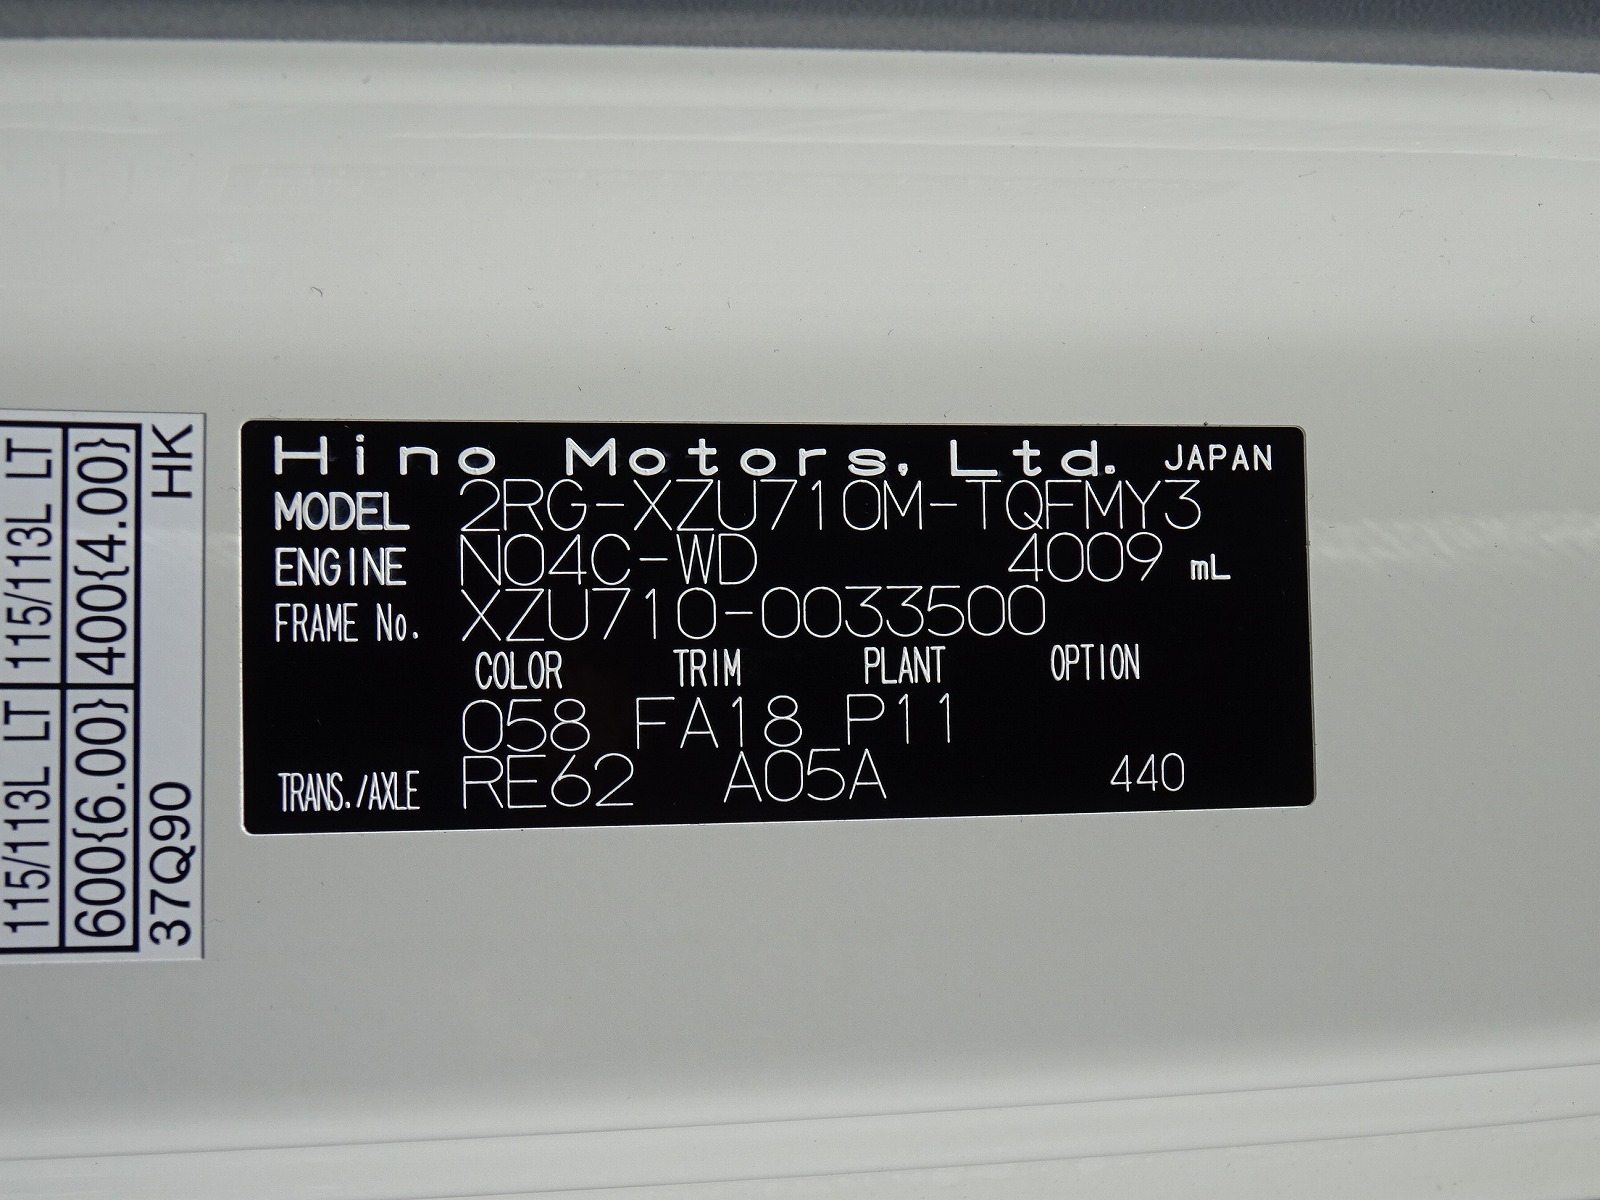 Hino Motors, Ltd. JAPAN
MODEL 2RG-XZU710M-TQFMY3
ENGINE N04C-WD 4009 mL
FRAME No. XZU710-0033500
COLOR TRIM PLANT OPTION
058 FA18 P11
TRANS./AXLE RE62 A05A 440
115/113L LT 115/113L LT
600{6.00} 400{4.00}
37Q90 HK